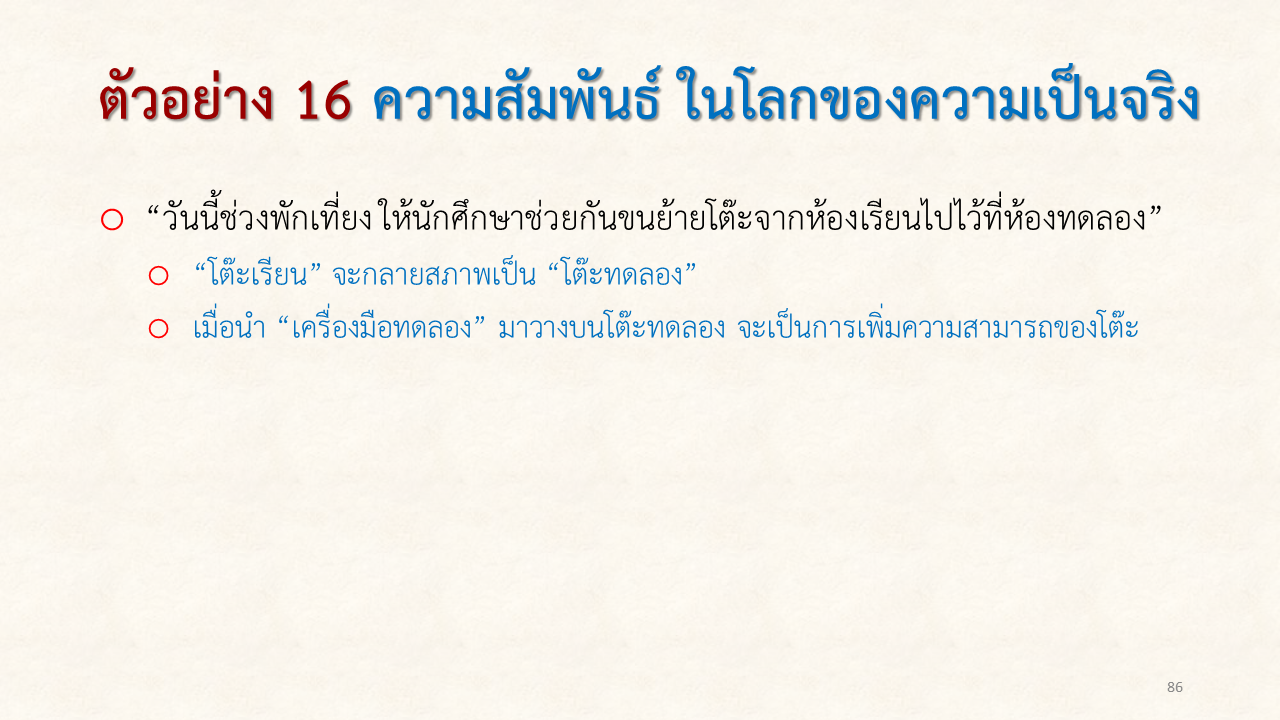 ตัวอย่าง 16 ความสัมพันธ์ ในโลกของความเป็นจริง
“วันนี้ช่วงพักเที่ยง ให้นักศึกษาช่วยกันขนย้ายโต๊ะจากห้องเรียนไปไว้ที่ห้องทดลอง”
“โต๊ะเรียน” จะกลายสภาพเป็น “โต๊ะทดลอง”
เมื่อนำ “เครื่องมือทดลอง” มาวางบนโต๊ะทดลอง จะเป็นการเพิ่มความสามารถของโต๊ะ
86